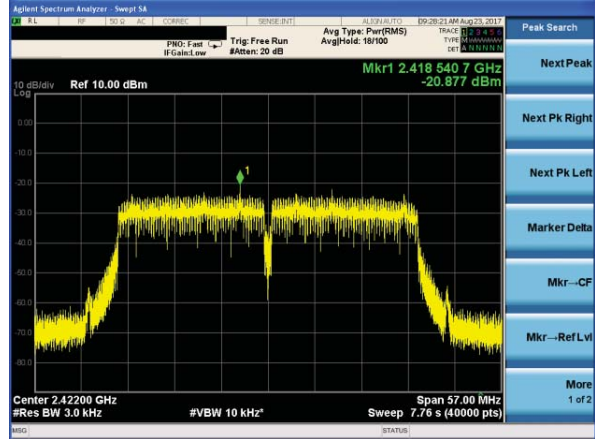 Agilent Spectrum Analyzer - Swept SA
RL RF 50 Ω AC CORREC SENSE:INT ALIGN AUTO 09:28:21 AM Aug 23, 2017
PNO: Fast Trig: Free Run Avg Type: Pwr(RMS) TRACE 1 2 3 4 5 6
IFGain:Low #Atten: 20 dB Avg|Hold: 18/100 TYPE M
DET A N N N N N
Mkr1 2.418 540 7 GHz
-20.877 dBm
10 dB/div Ref 10.00 dBm
Log
1
0.00
-10.0
-20.0
-30.0
-40.0
-50.0
-60.0
-70.0
-80.0
Center 2.42200 GHz Span 57.00 MHz
#Res BW 3.0 kHz #VBW 10 kHz* Sweep 7.76 s (40000 pts)
MSG STATUS
Peak Search
Next Peak
Next Pk Right
Next Pk Left
Marker Delta
Mkr→CF
Mkr→Ref Lvl
More
1 of 2